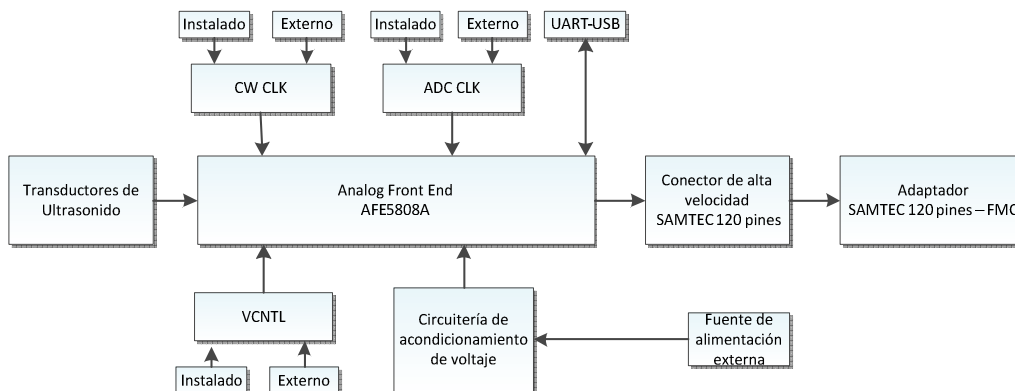 Instalado
Externo
Instalado
Externo
UART-USB
CW CLK
ADC CLK
Transductores de
Ultrasonido
Analog Front End
AFE5808A
Conector de alta
velocidad
SAMTEC 120 pines
Adaptador
SAMTEC 120 pines – FMC
VCNTL
Circuitería de
acondicionamiento
de voltaje
Fuente de
alimentación
externa
Instalado
Externo